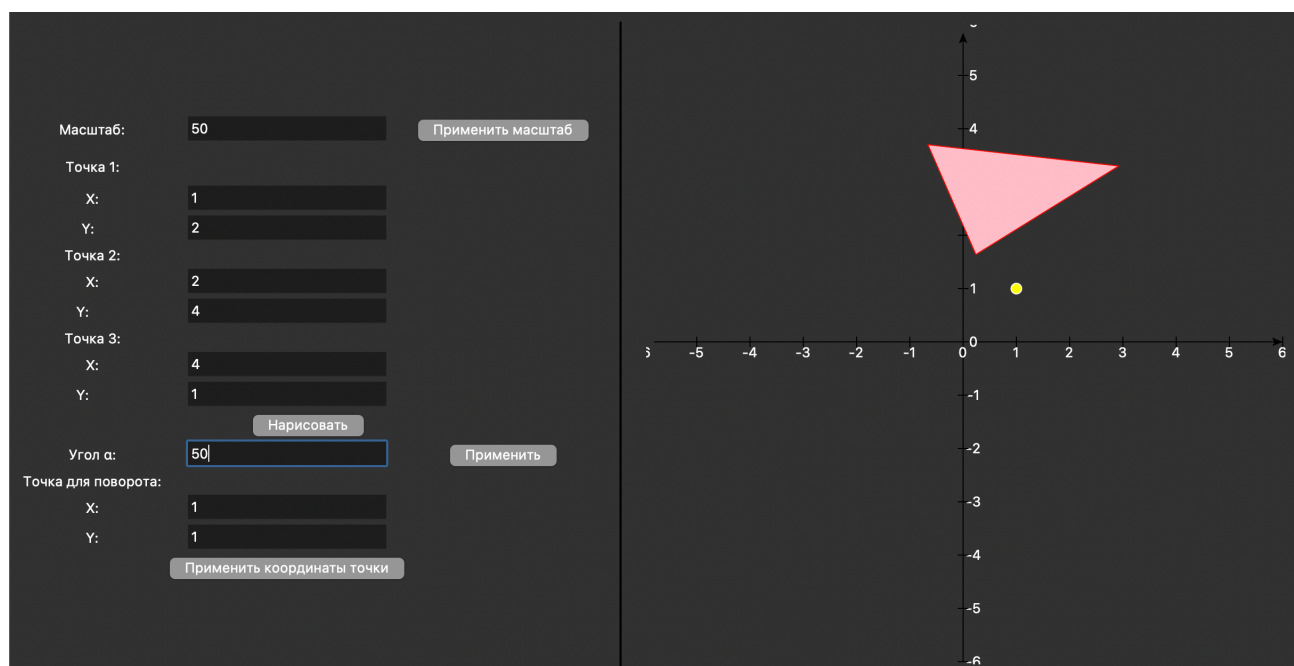 Масштаб: 50 Применить масштаб
Точка 1:
X: 1
Y: 2
Точка 2:
X: 2
Y: 4
Точка 3:
X: 4
Y: 1
Нарисовать
Угол α: 50 Применить
Точка для поворота:
X: 1
Y: 1
Применить координаты точки
5
4
1
0
-5 -4 -3 -2 -1 0 1 2 3 4 5 6
-1
-2
-3
-4
-5
-6